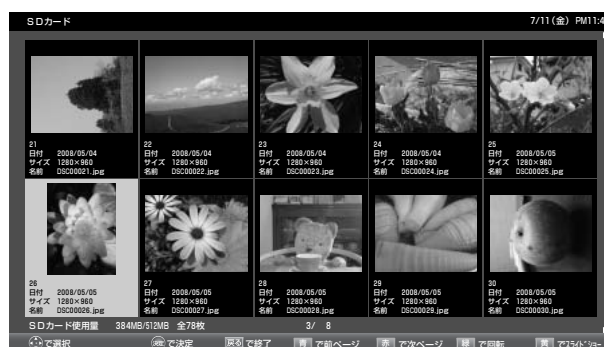 SDカード 7/11(金) PM11:4
21
日付 2008/05/04
サイズ 1280×960
名前 DSC00021.jpg
22
日付 2008/05/04
サイズ 1280×960
名前 DSC00022.jpg
23
日付 2008/05/04
サイズ 1280×960
名前 DSC00023.jpg
24
日付 2008/05/04
サイズ 1280×960
名前 DSC00024.jpg
25
日付 2008/05/05
サイズ 1280×960
名前 DSC00025.jpg
26
日付 2008/05/05
サイズ 1280×960
名前 DSC00026.jpg
27
日付 2008/05/05
サイズ 1280×960
名前 DSC00027.jpg
28
日付 2008/05/05
サイズ 1280×960
名前 DSC00028.jpg
29
日付 2008/05/05
サイズ 1280×960
名前 DSC00029.jpg
30
日付 2008/05/05
サイズ 1280×960
名前 DSC00030.jpg
SDカード使用量 384MB/512MB 全78枚 3/ 8
で選択 決定 で決定 戻る で終了 青 で前ページ 赤 で次ページ 緑 で回転 黄 でスライドショー